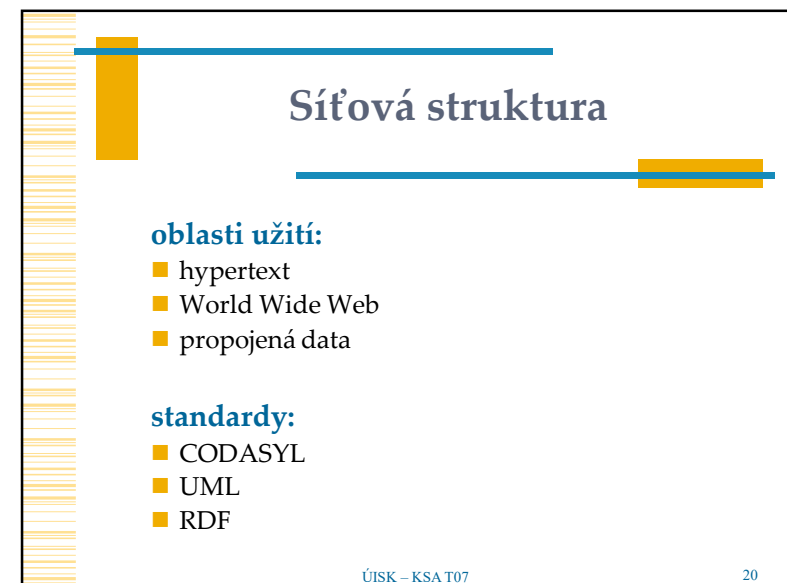 Síťová struktura
oblasti užití:
hypertext
World Wide Web
propojená data
standardy:
CODASYL
UML
RDF
ÚISK – KSA T07
20